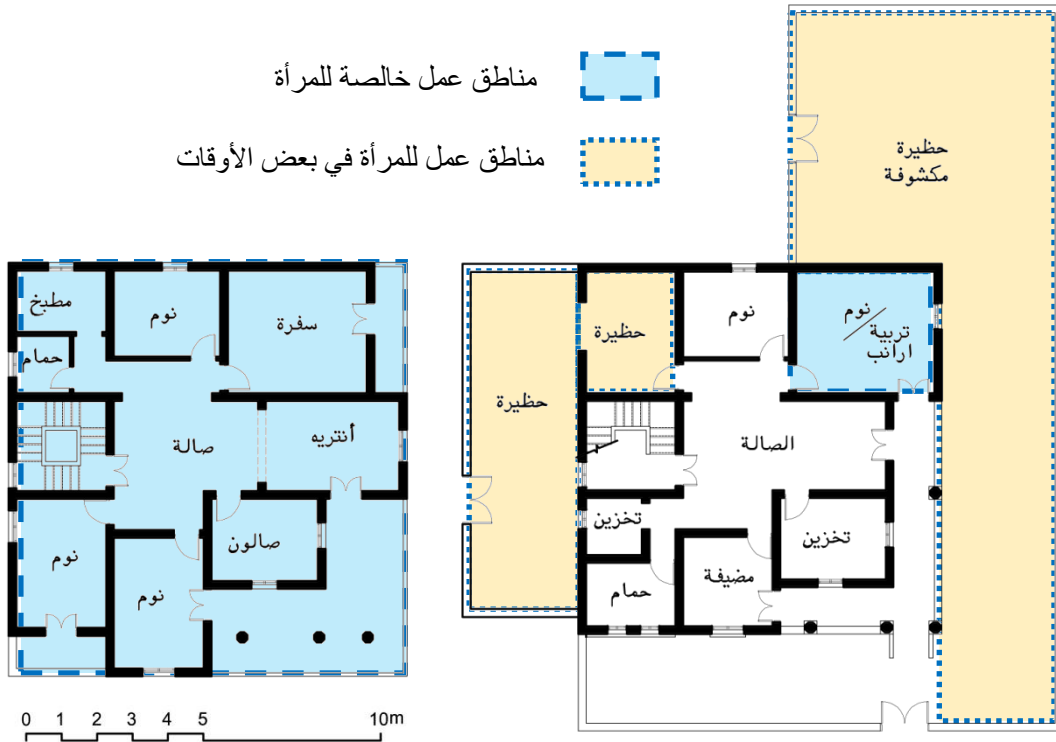 مناطق عمل خالصة للمرأة
مناطق عمل للمرأة في بعض الأوقات
حظيرة
مكشوفة
مطبخ
نوم
سفرة
حمام
صالة
أنتريه
نوم
نوم
صالون
0 1 2 3 4 5 10m
نوم
نوم
تربية
ارانب
حظيرة
حظيرة
الصالة
تخزين
تخزين
مضيفة
حمام